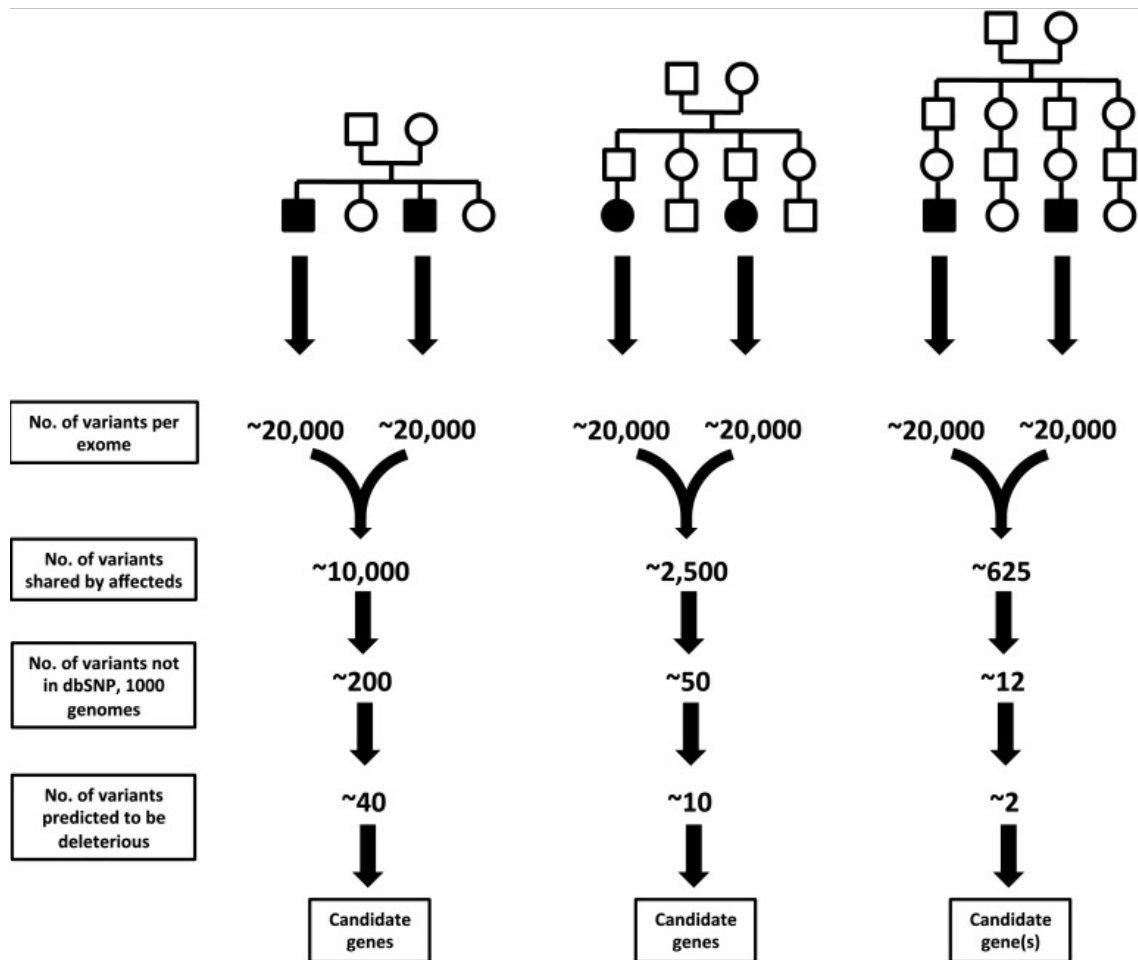 No. of variants per
exome
~20,000 ~20,000 ~20,000 ~20,000 ~20,000 ~20,000
No. of variants
shared by affecteds
~10,000 ~2,500 ~625
No. of variants not
in dbSNP, 1000
genomes
~200 ~50 ~12
No. of variants
predicted to be
deleterious
~40 ~10 ~2
Candidate
genes
Candidate
genes
Candidate
gene(s)